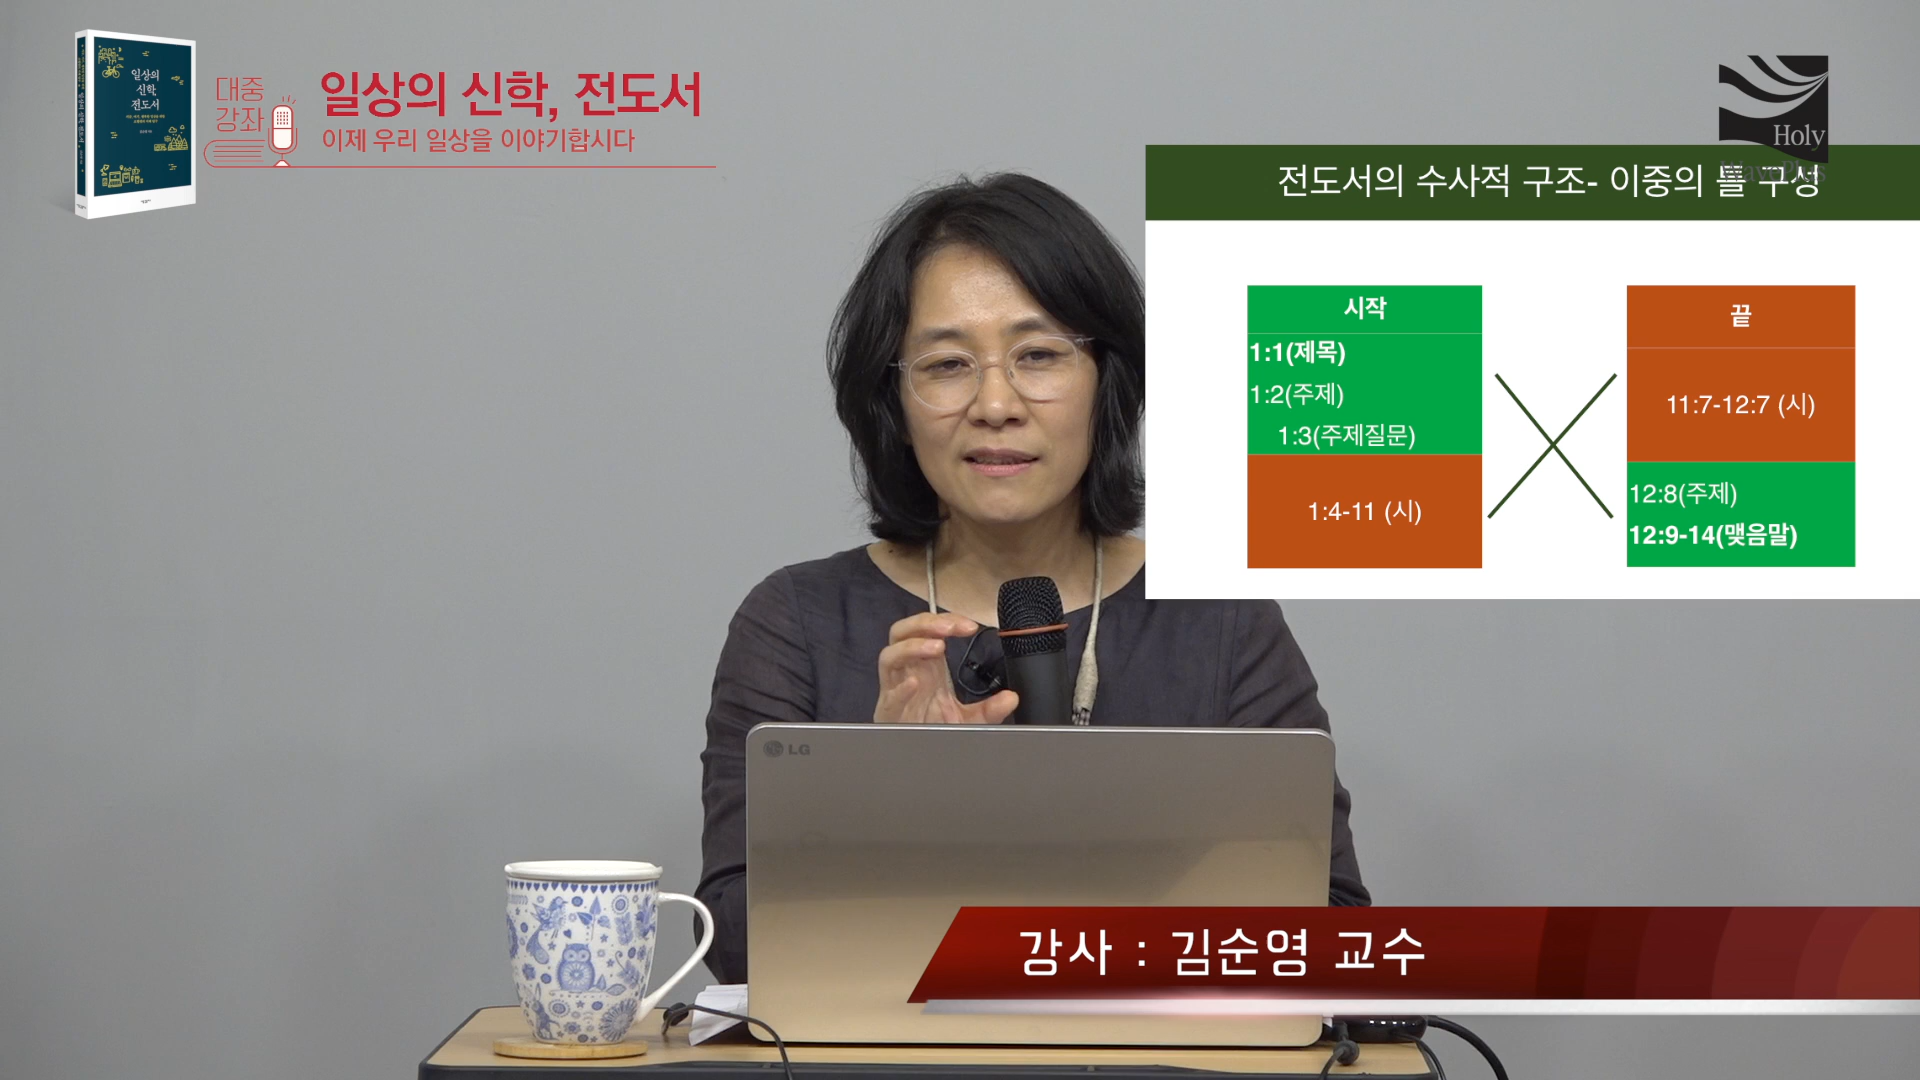 일상의
신학,
전도서
대중
강좌
일상의 신학, 전도서
이제 우리 일상을 이야기합시다
Holy
WavePlus
전도서의 수사적 구조- 이중의 틀 구성
시작
1:1(제목)
1:2(주제)
1:3(주제질문)
1:4-11 (시)
끝
11:7-12:7 (시)
12:8(주제)
12:9-14(맺음말)
LG
강사 : 김순영 교수